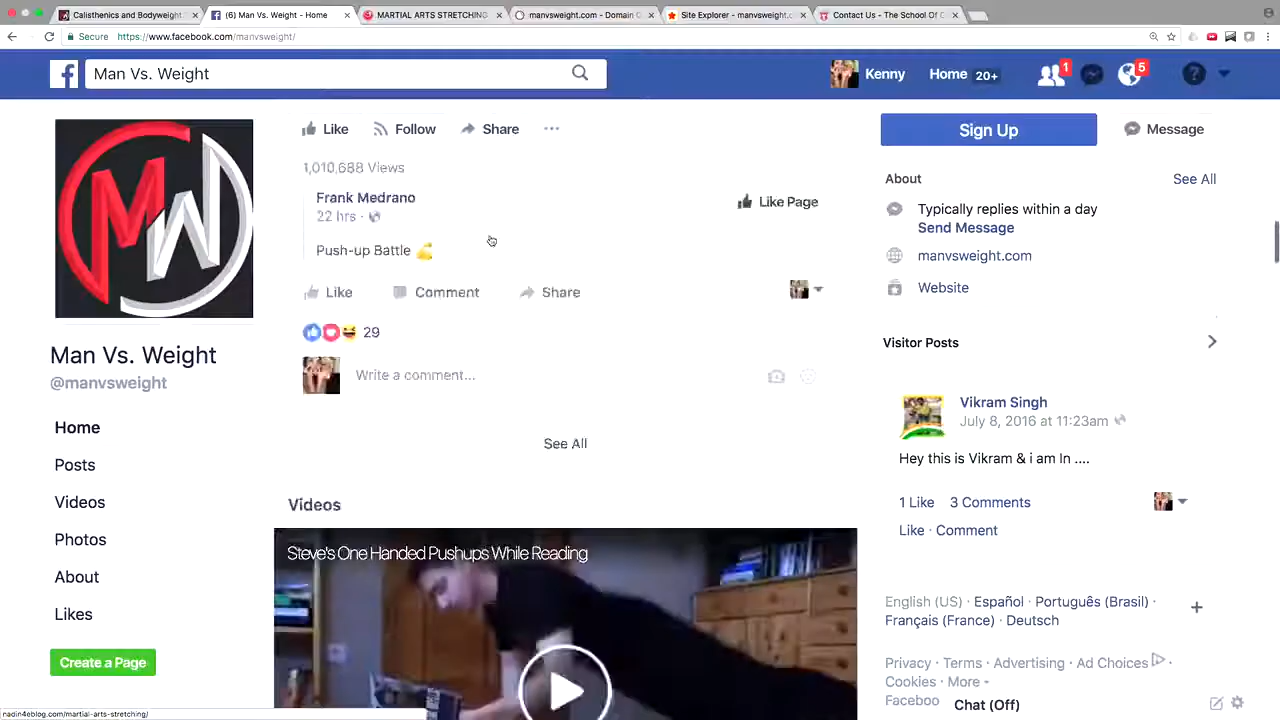 Calisthenics and Bodyweight
(6) Man Vs. Weight - Home
MARTIAL ARTS STRETCHING
manvsweight.com - Domain O
Site Explorer - manvsweight.c
Contact Us - The School Of C
Secure https://www.facebook.com/manvsweight/
Man Vs. Weight
Kenny
Home 20+
1
5
Like Follow Share
Sign Up
Message
MW
1,010,688 Views
Frank Medrano
22 hrs ·
Like Page
Push-up Battle
Like Comment Share
29
Write a comment...
See All
Man Vs. Weight
@manvsweight
Home
Posts
Videos
Photos
About
Likes
Create a Page
Videos
Steve's One Handed Pushups While Reading
About
See All
Typically replies within a day
Send Message
manvsweight.com
Website
Visitor Posts
Vikram Singh
July 8, 2016 at 11:23am
Hey this is Vikram & i am In ....
1 Like 3 Comments
Like · Comment
English (US) · Español · Português (Brasil) ·
Français (France) · Deutsch
Privacy · Terms · Advertising · Ad Choices ·
Cookies · More
Faceboo
Chat (Off)
nadin4eblog.com/martial-arts-stretching/